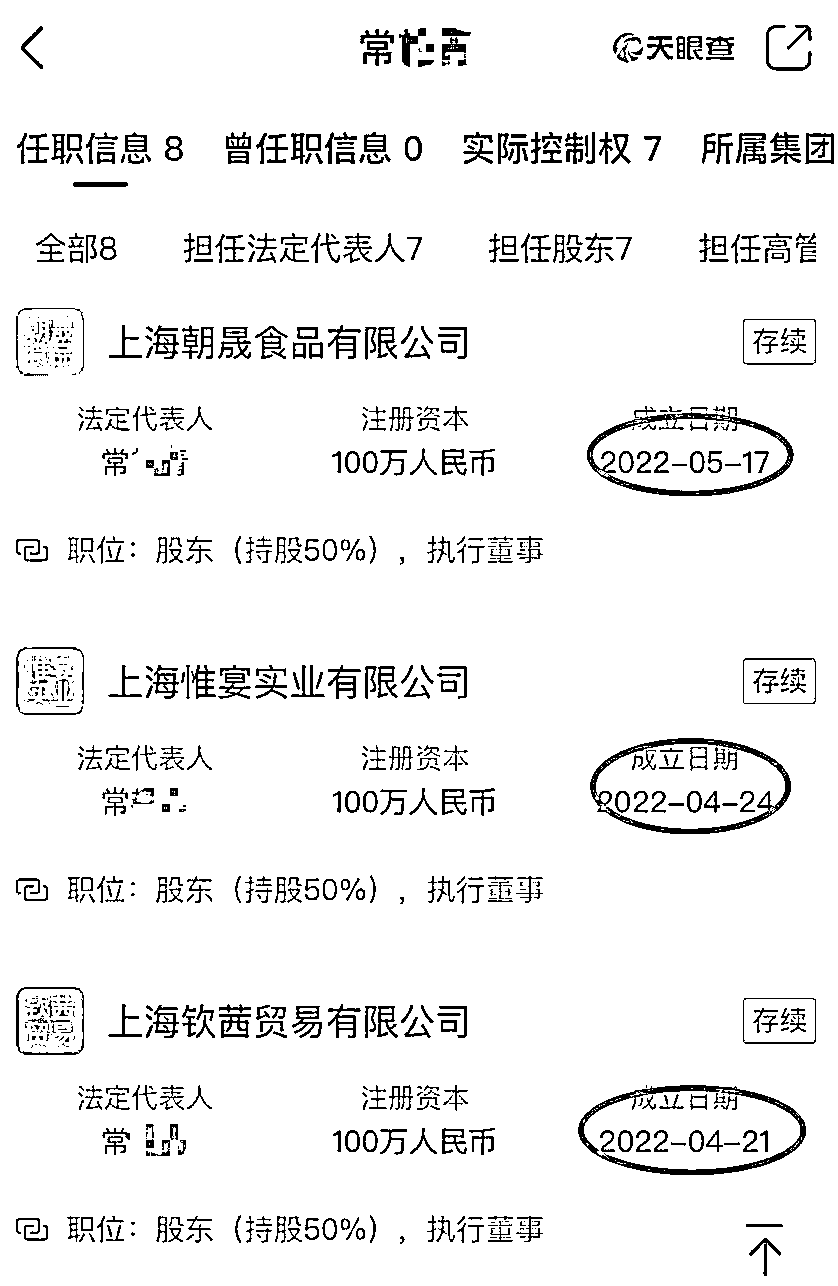 常
天眼查
任职信息 8 曾任职信息 0 实际控制权 7 所属集团
全部8 担任法定代表人7 担任股东7 担任高管
上海朝晟食品有限公司 存续
法定代表人 注册资本 成立日期
常 100万人民币 2022-05-17
职位：股东（持股50%），执行董事
惟宴
实业
上海惟宴实业有限公司 存续
法定代表人 注册资本 成立日期
常 100万人民币 2022-04-24
职位：股东（持股50%），执行董事
钦茜
贸易
上海钦茜贸易有限公司 存续
法定代表人 注册资本 成立日期
常 100万人民币 2022-04-21
职位：股东（持股50%），执行董事